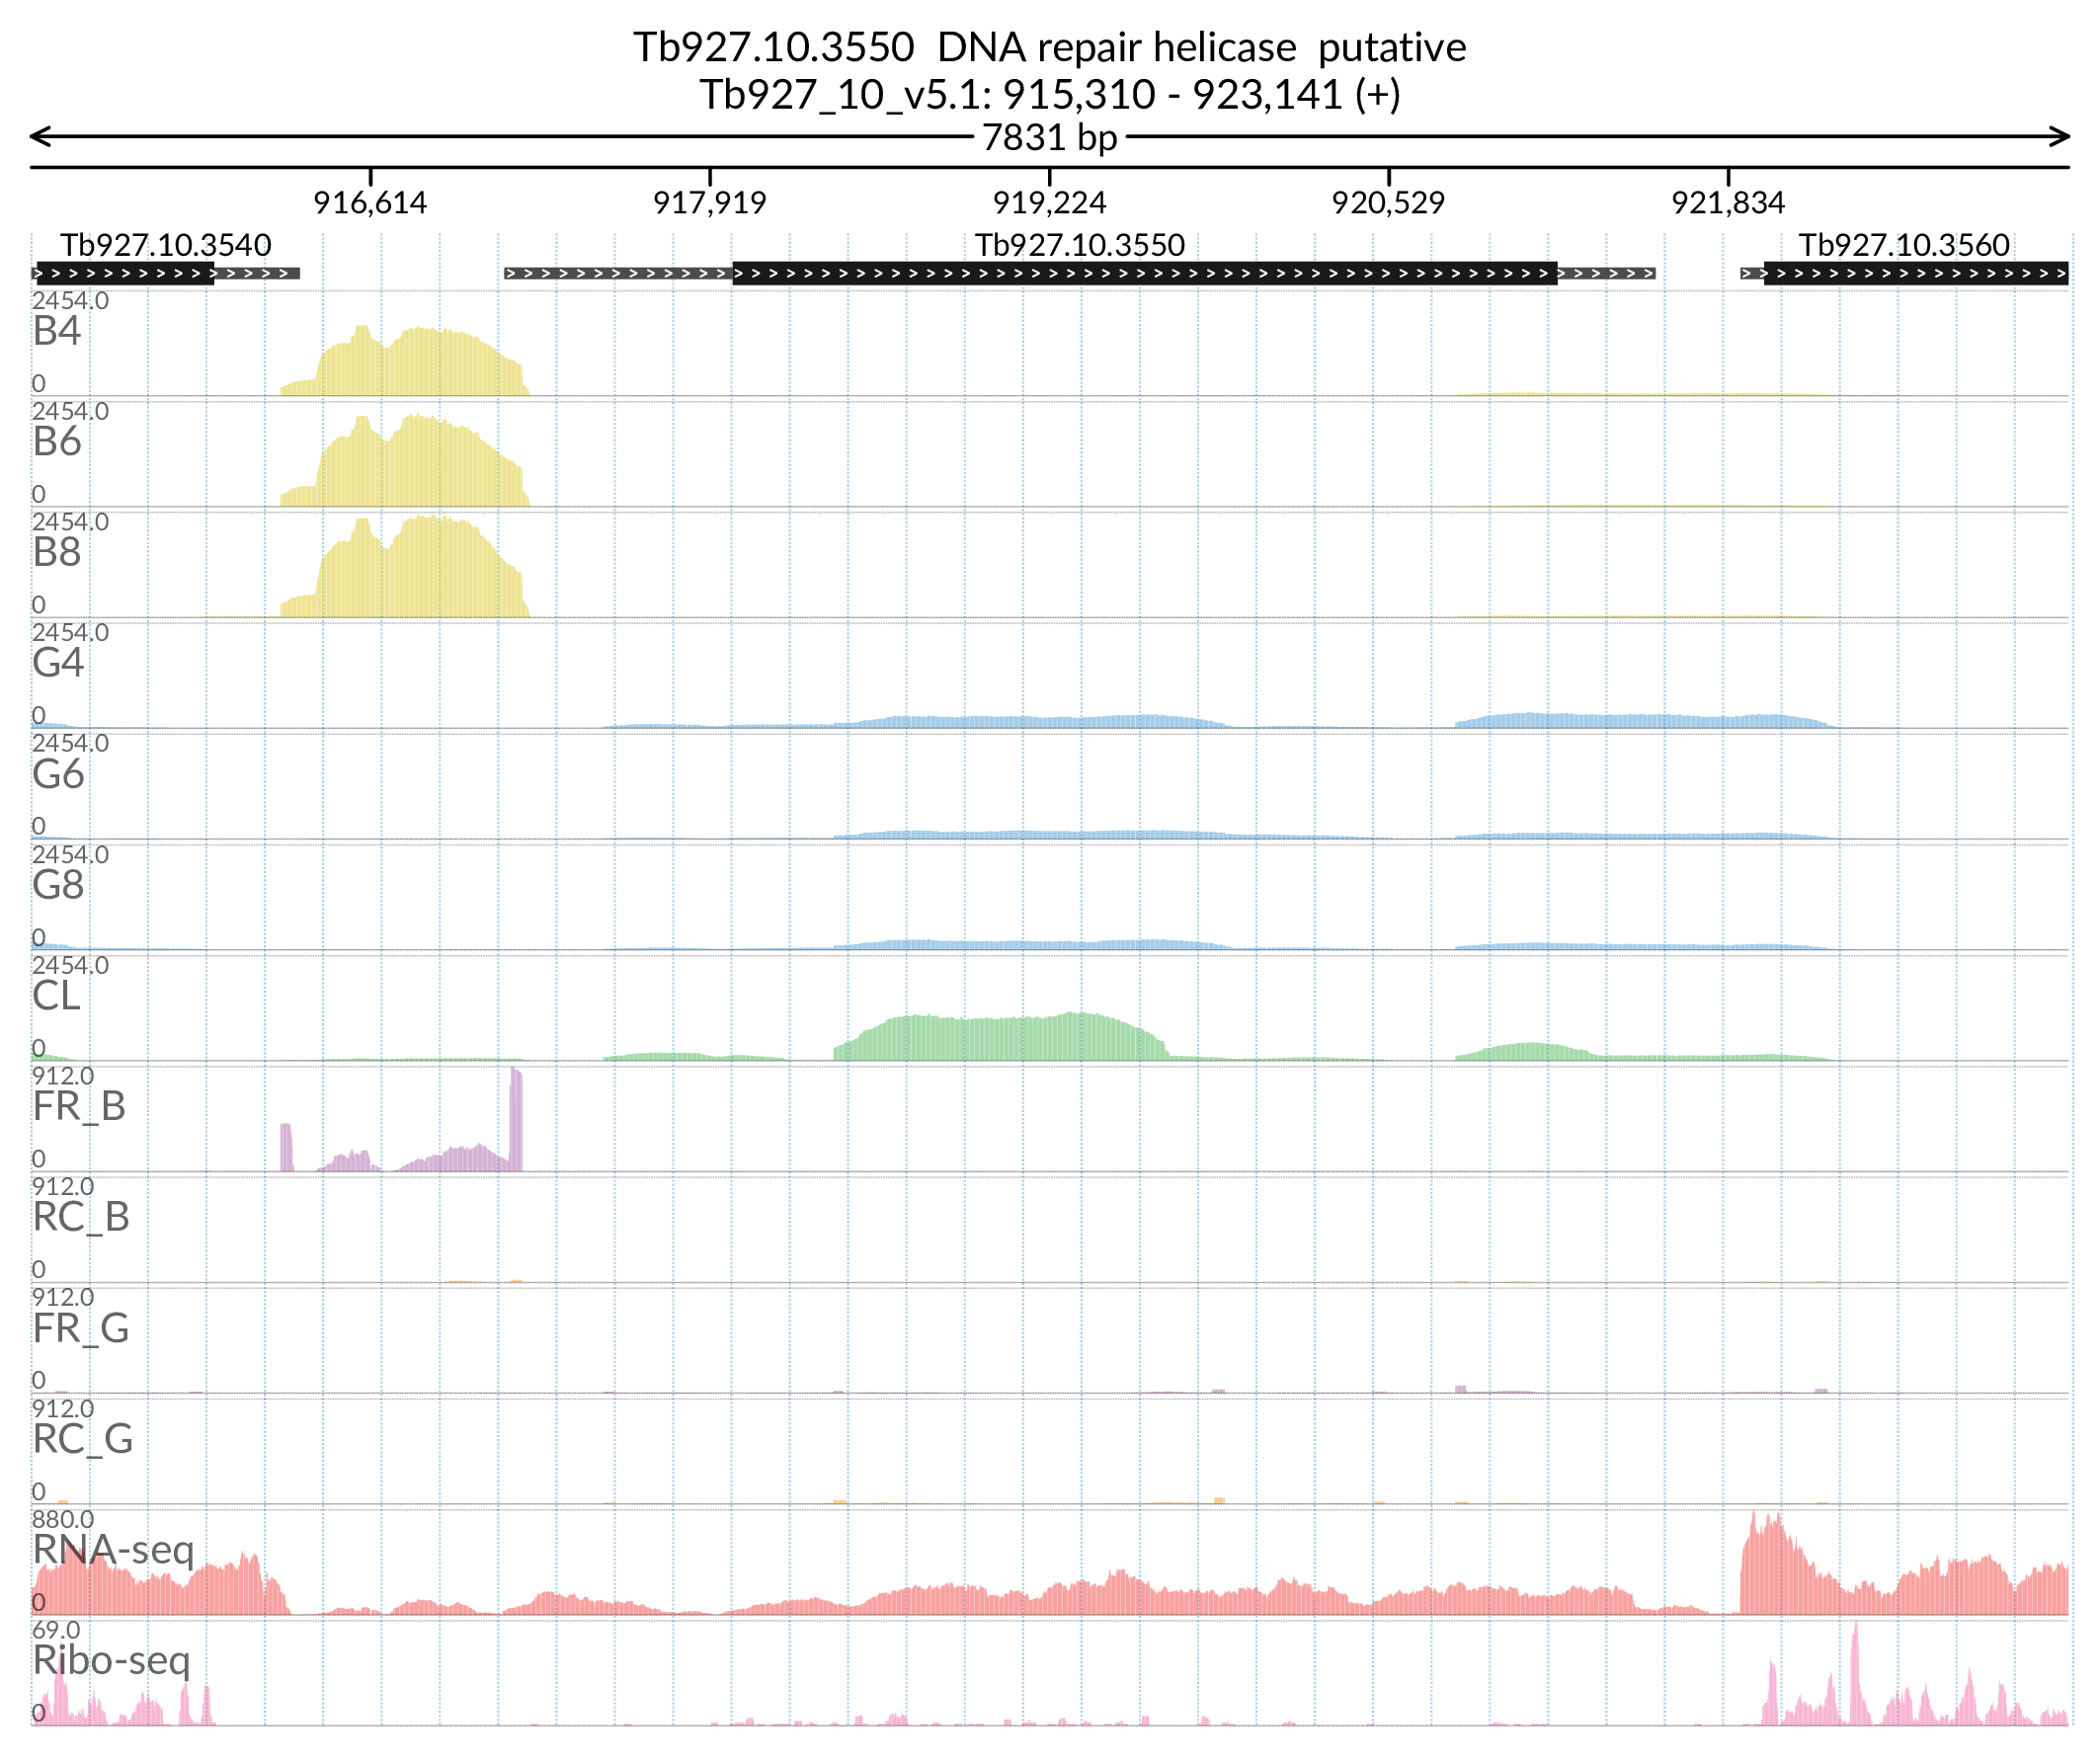 Tb927.10.3550  DNA repair helicase  putative
Tb927_10_v5.1: 915,310 - 923,141 (+)
7831 bp
916,614 917,919 919,224 920,529 921,834
Tb927.10.3540 Tb927.10.3550 Tb927.10.3560
2454.0
B4
0
2454.0
B6
0
2454.0
B8
0
2454.0
G4
0
2454.0
G6
0
2454.0
G8
0
2454.0
CL
0
912.0
FR_B
0
912.0
RC_B
0
912.0
FR_G
0
912.0
RC_G
0
880.0
RNA-seq
0
69.0
Ribo-seq
0